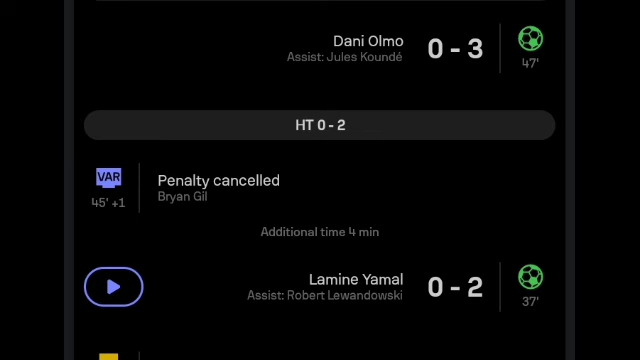 Dani Olmo
Assist: Jules Koundé
0 - 3
47'
HT 0 - 2
VAR
45' +1
Penalty cancelled
Bryan Gil
Additional time 4 min
Lamine Yamal
Assist: Robert Lewandowski
0 - 2
37'